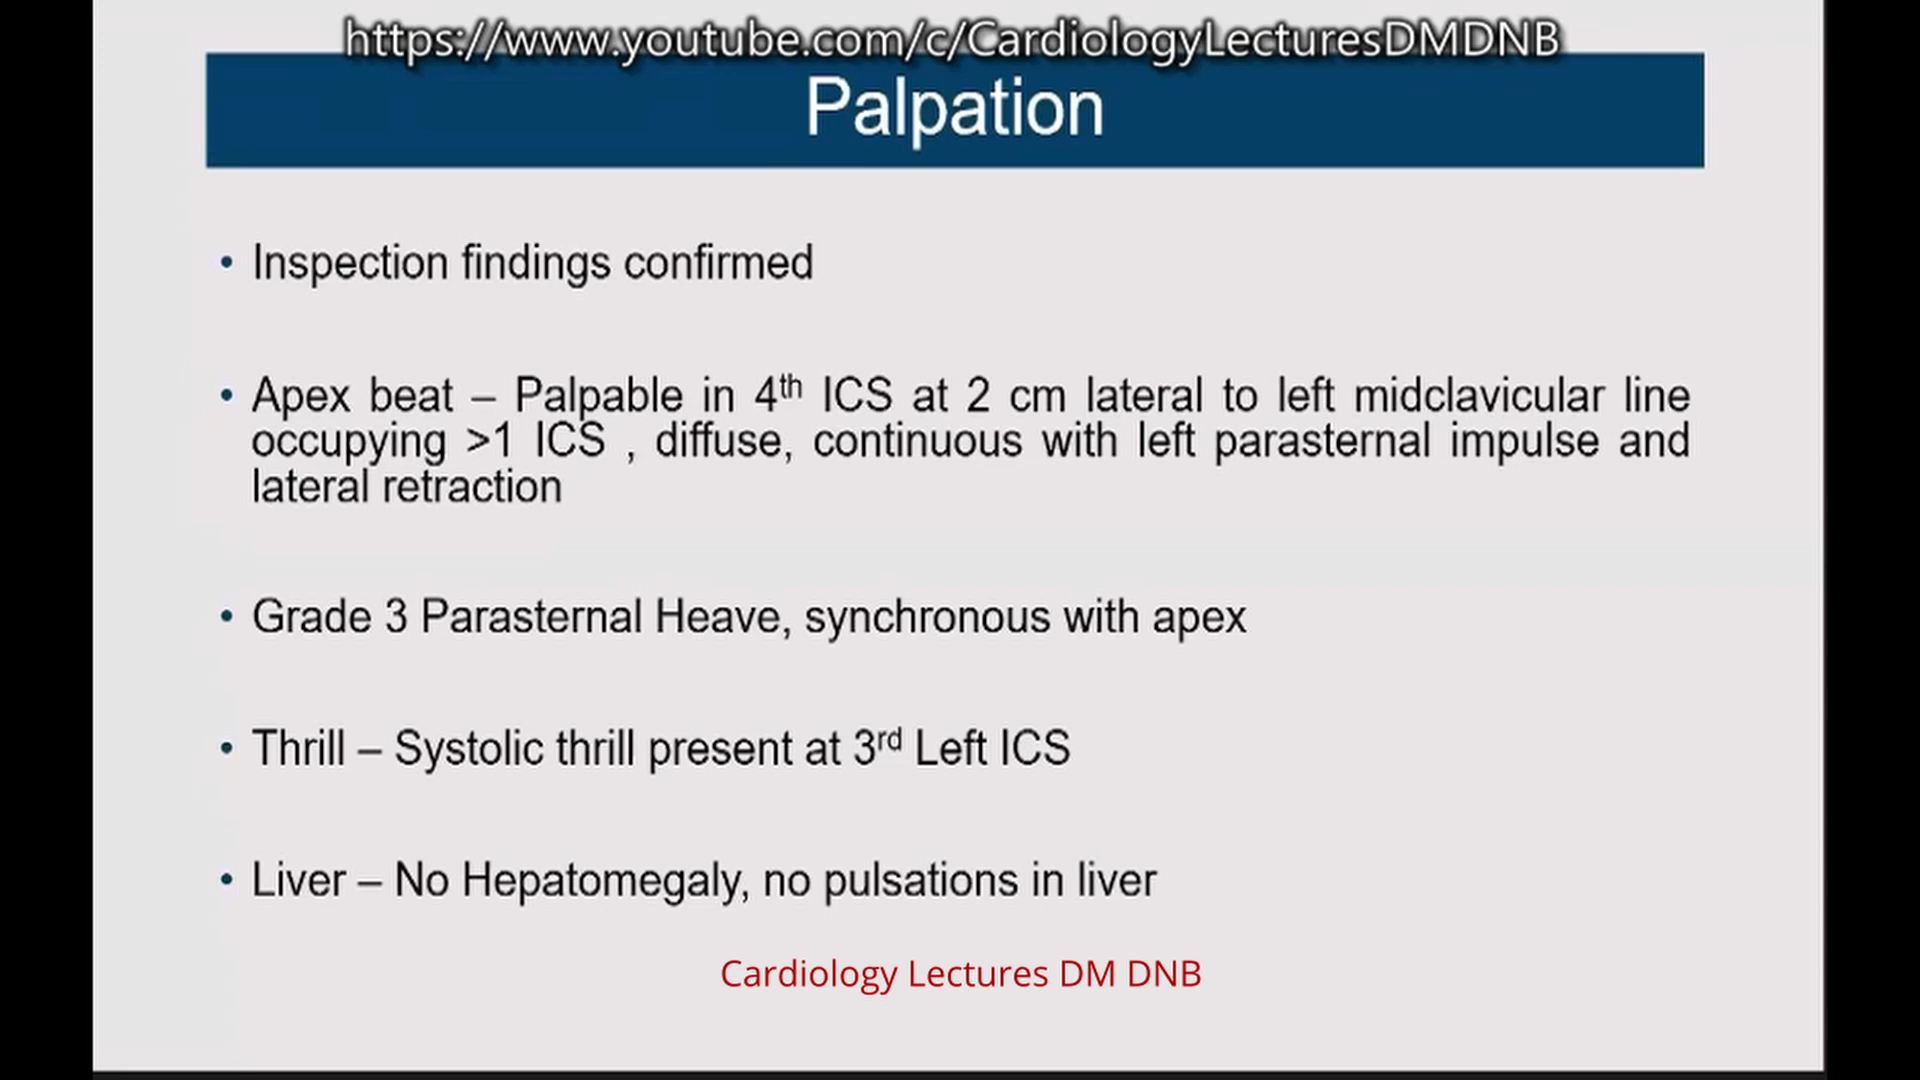 https://www.youtube.com/c/CardiologyLecturesDMDNB
Palpation
• Inspection findings confirmed
• Apex beat – Palpable in 4th ICS at 2 cm lateral to left midclavicular line
occupying >1 ICS , diffuse, continuous with left parasternal impulse and
lateral retraction
• Grade 3 Parasternal Heave, synchronous with apex
• Thrill – Systolic thrill present at 3rd Left ICS
• Liver – No Hepatomegaly, no pulsations in liver
Cardiology Lectures DM DNB